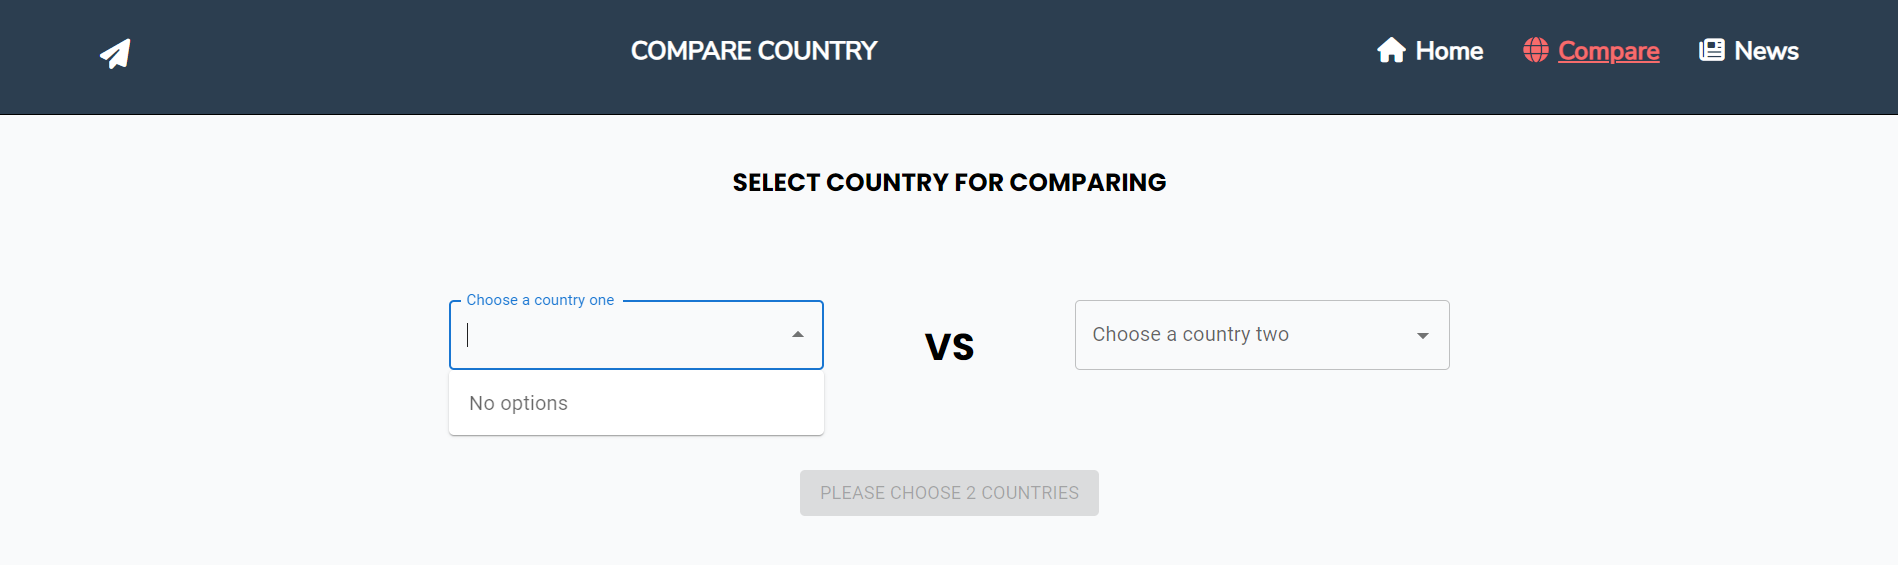 COMPARE COUNTRY
Home
Compare
News
SELECT COUNTRY FOR COMPARING
Choose a country one
VS
Choose a country two
No options
PLEASE CHOOSE 2 COUNTRIES